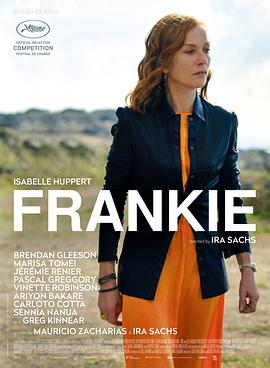 OFFICIAL SELECTION
COMPETITION
FESTIVAL DE CANNES
ISABELLE HUPPERT
FRANKIE
directed by IRA SACHS
BRENDAN GLEESON
MARISA TOMEI
JÉRÉMIE RENIER
PASCAL GREGGORY
VINETTE ROBINSON
ARIYON BAKARE
CARLOTO COTTA
SENNIA NANUA
GREG KINNEAR
MAURICIO ZACHARIAS & IRA SACHS